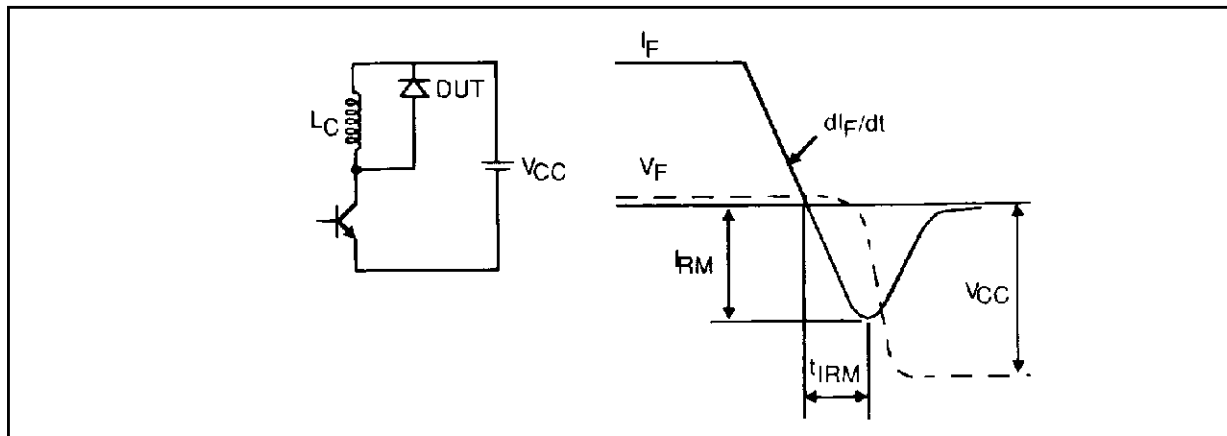 DUT
LC
VCC
IF
dIF/dt
VF
IRM
VCC
tIRM